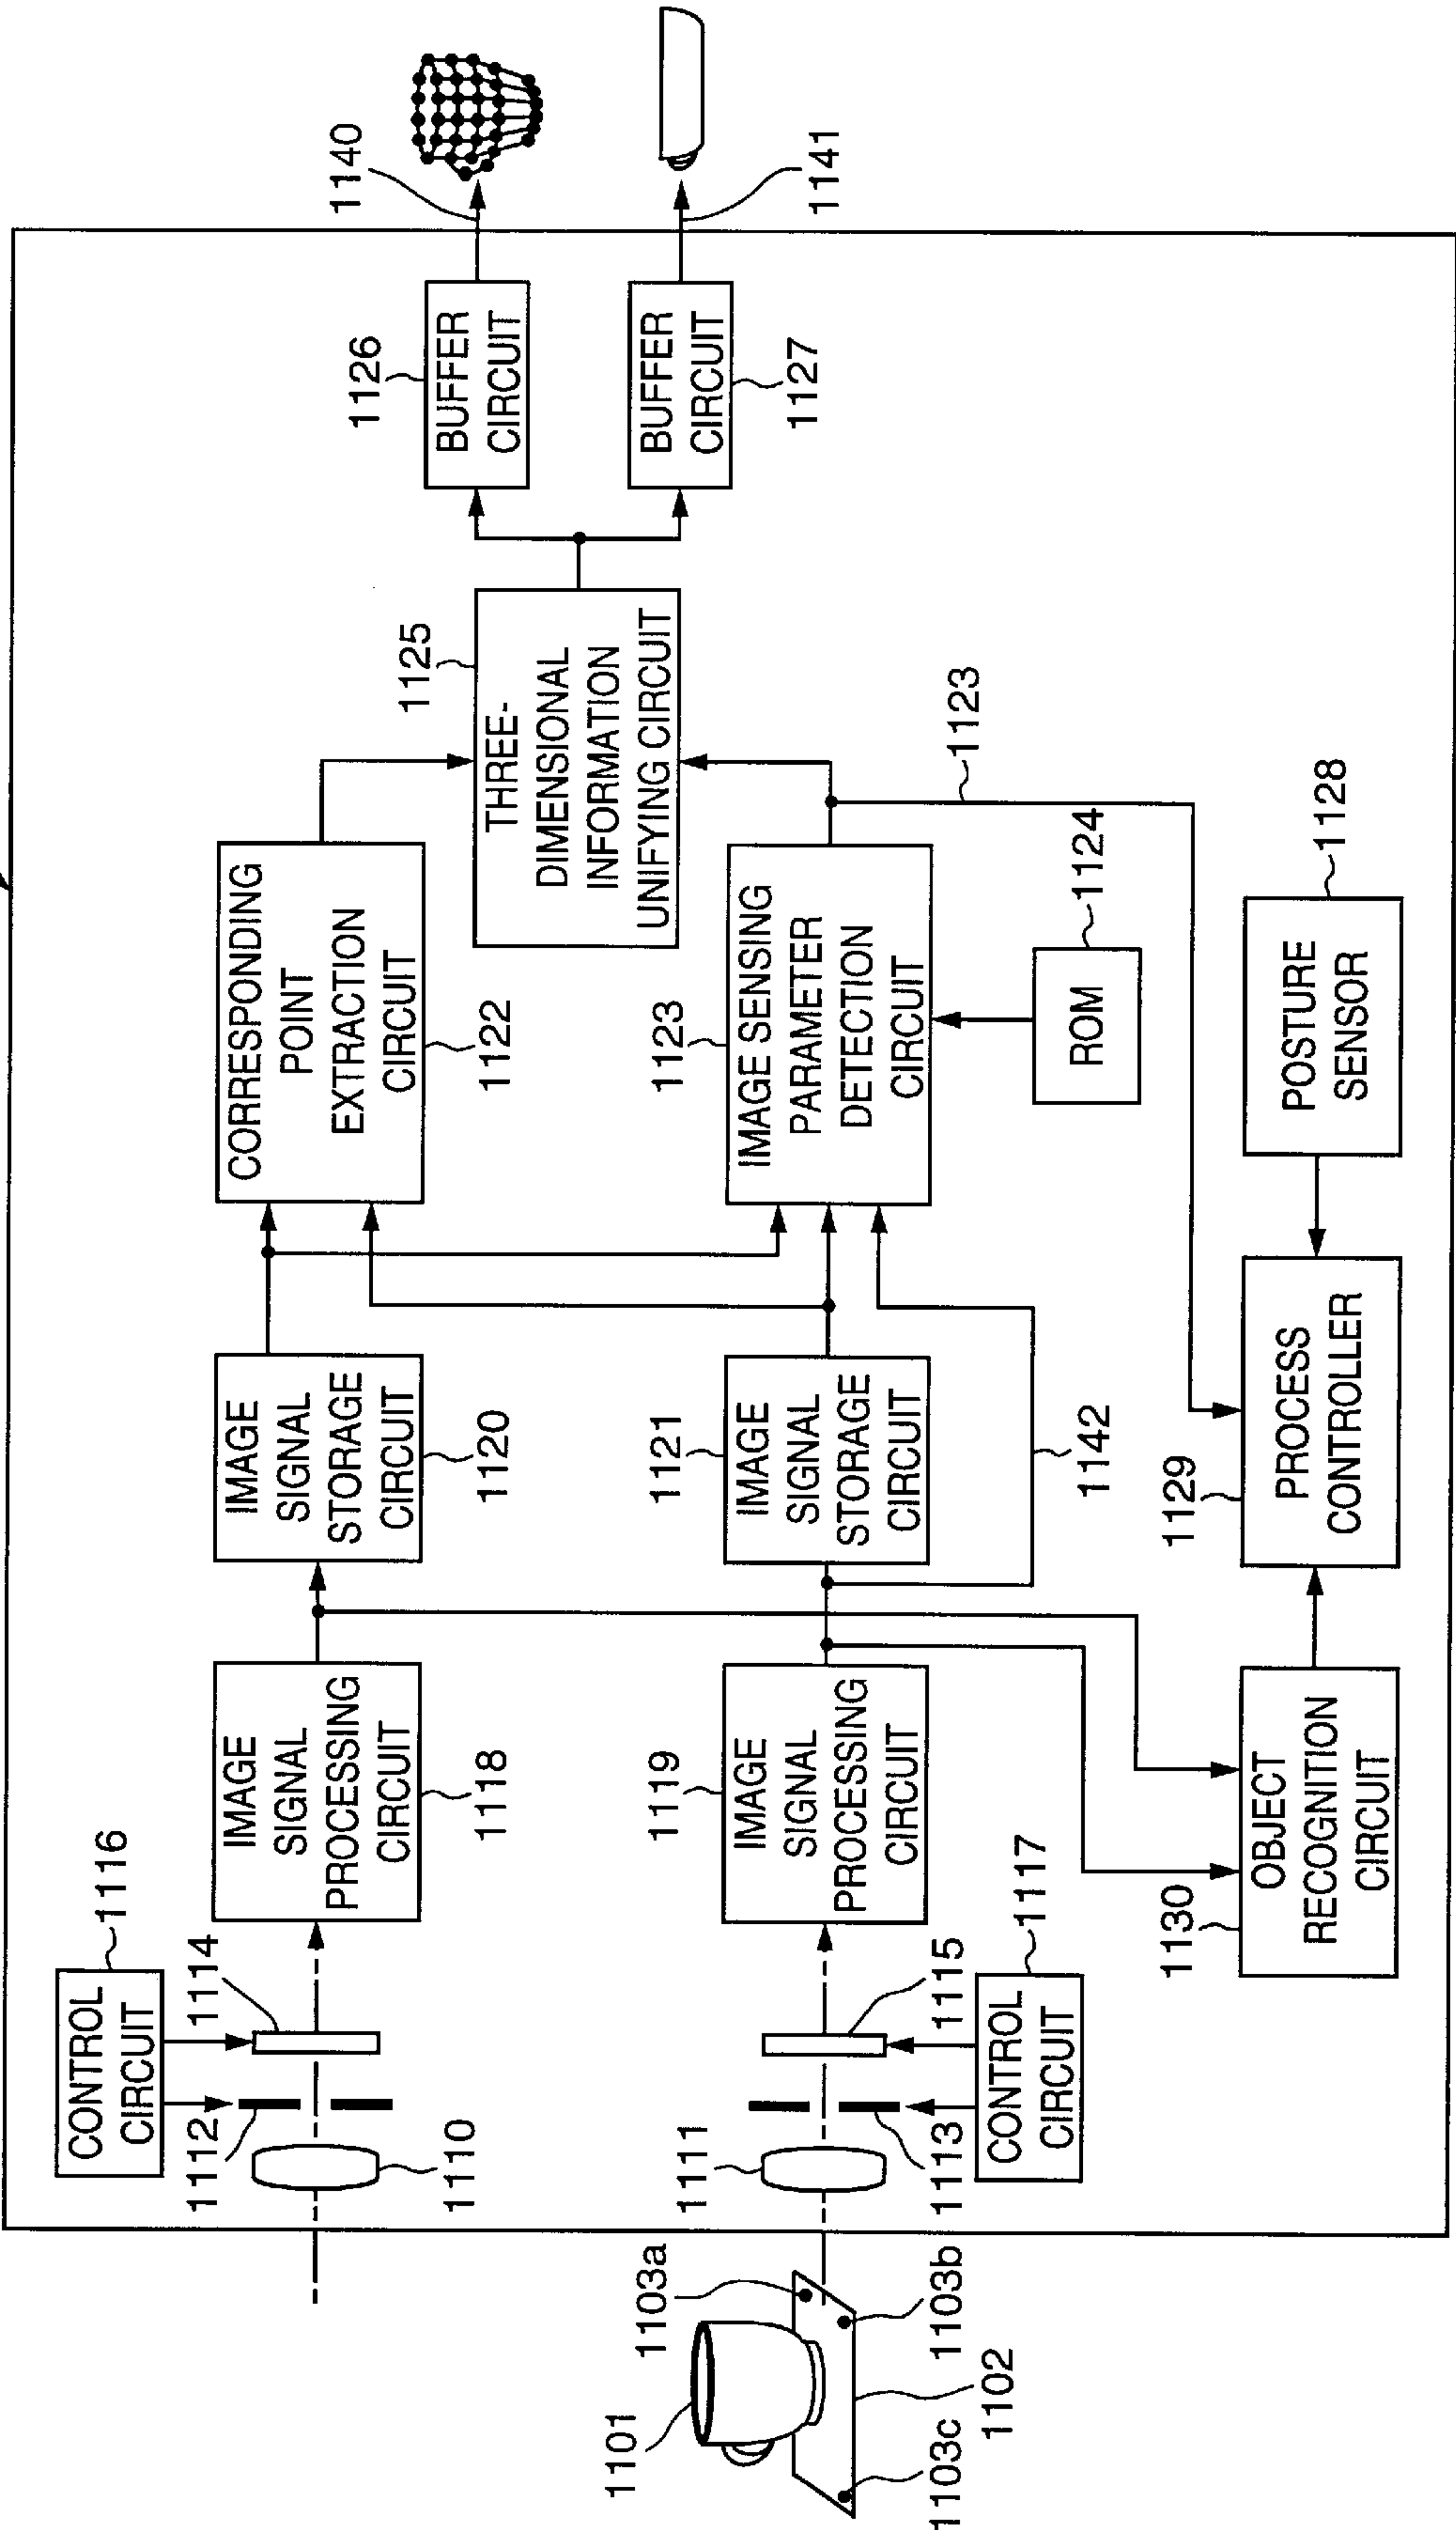 1116
CONTROL
CIRCUIT
1114
1112
1110
IMAGE
SIGNAL
PROCESSING
CIRCUIT
1118
IMAGE
SIGNAL
STORAGE
CIRCUIT
1120
CORRESPONDING
POINT
EXTRACTION
CIRCUIT
1122
1125
THREE-
DIMENSIONAL
INFORMATION
UNIFYING CIRCUIT
1126
BUFFER
CIRCUIT
1140
1101
1103a
1103b
1103c
1102
1111
1113
1115
1117
CONTROL
CIRCUIT
1119
IMAGE
SIGNAL
PROCESSING
CIRCUIT
1121
IMAGE
SIGNAL
STORAGE
CIRCUIT
1142
1123
IMAGE SENSING
PARAMETER
DETECTION
CIRCUIT
ROM
1124
1123
BUFFER
CIRCUIT
1127
1141
1130
OBJECT
RECOGNITION
CIRCUIT
1129
PROCESS
CONTROLLER
POSTURE
SENSOR
1128